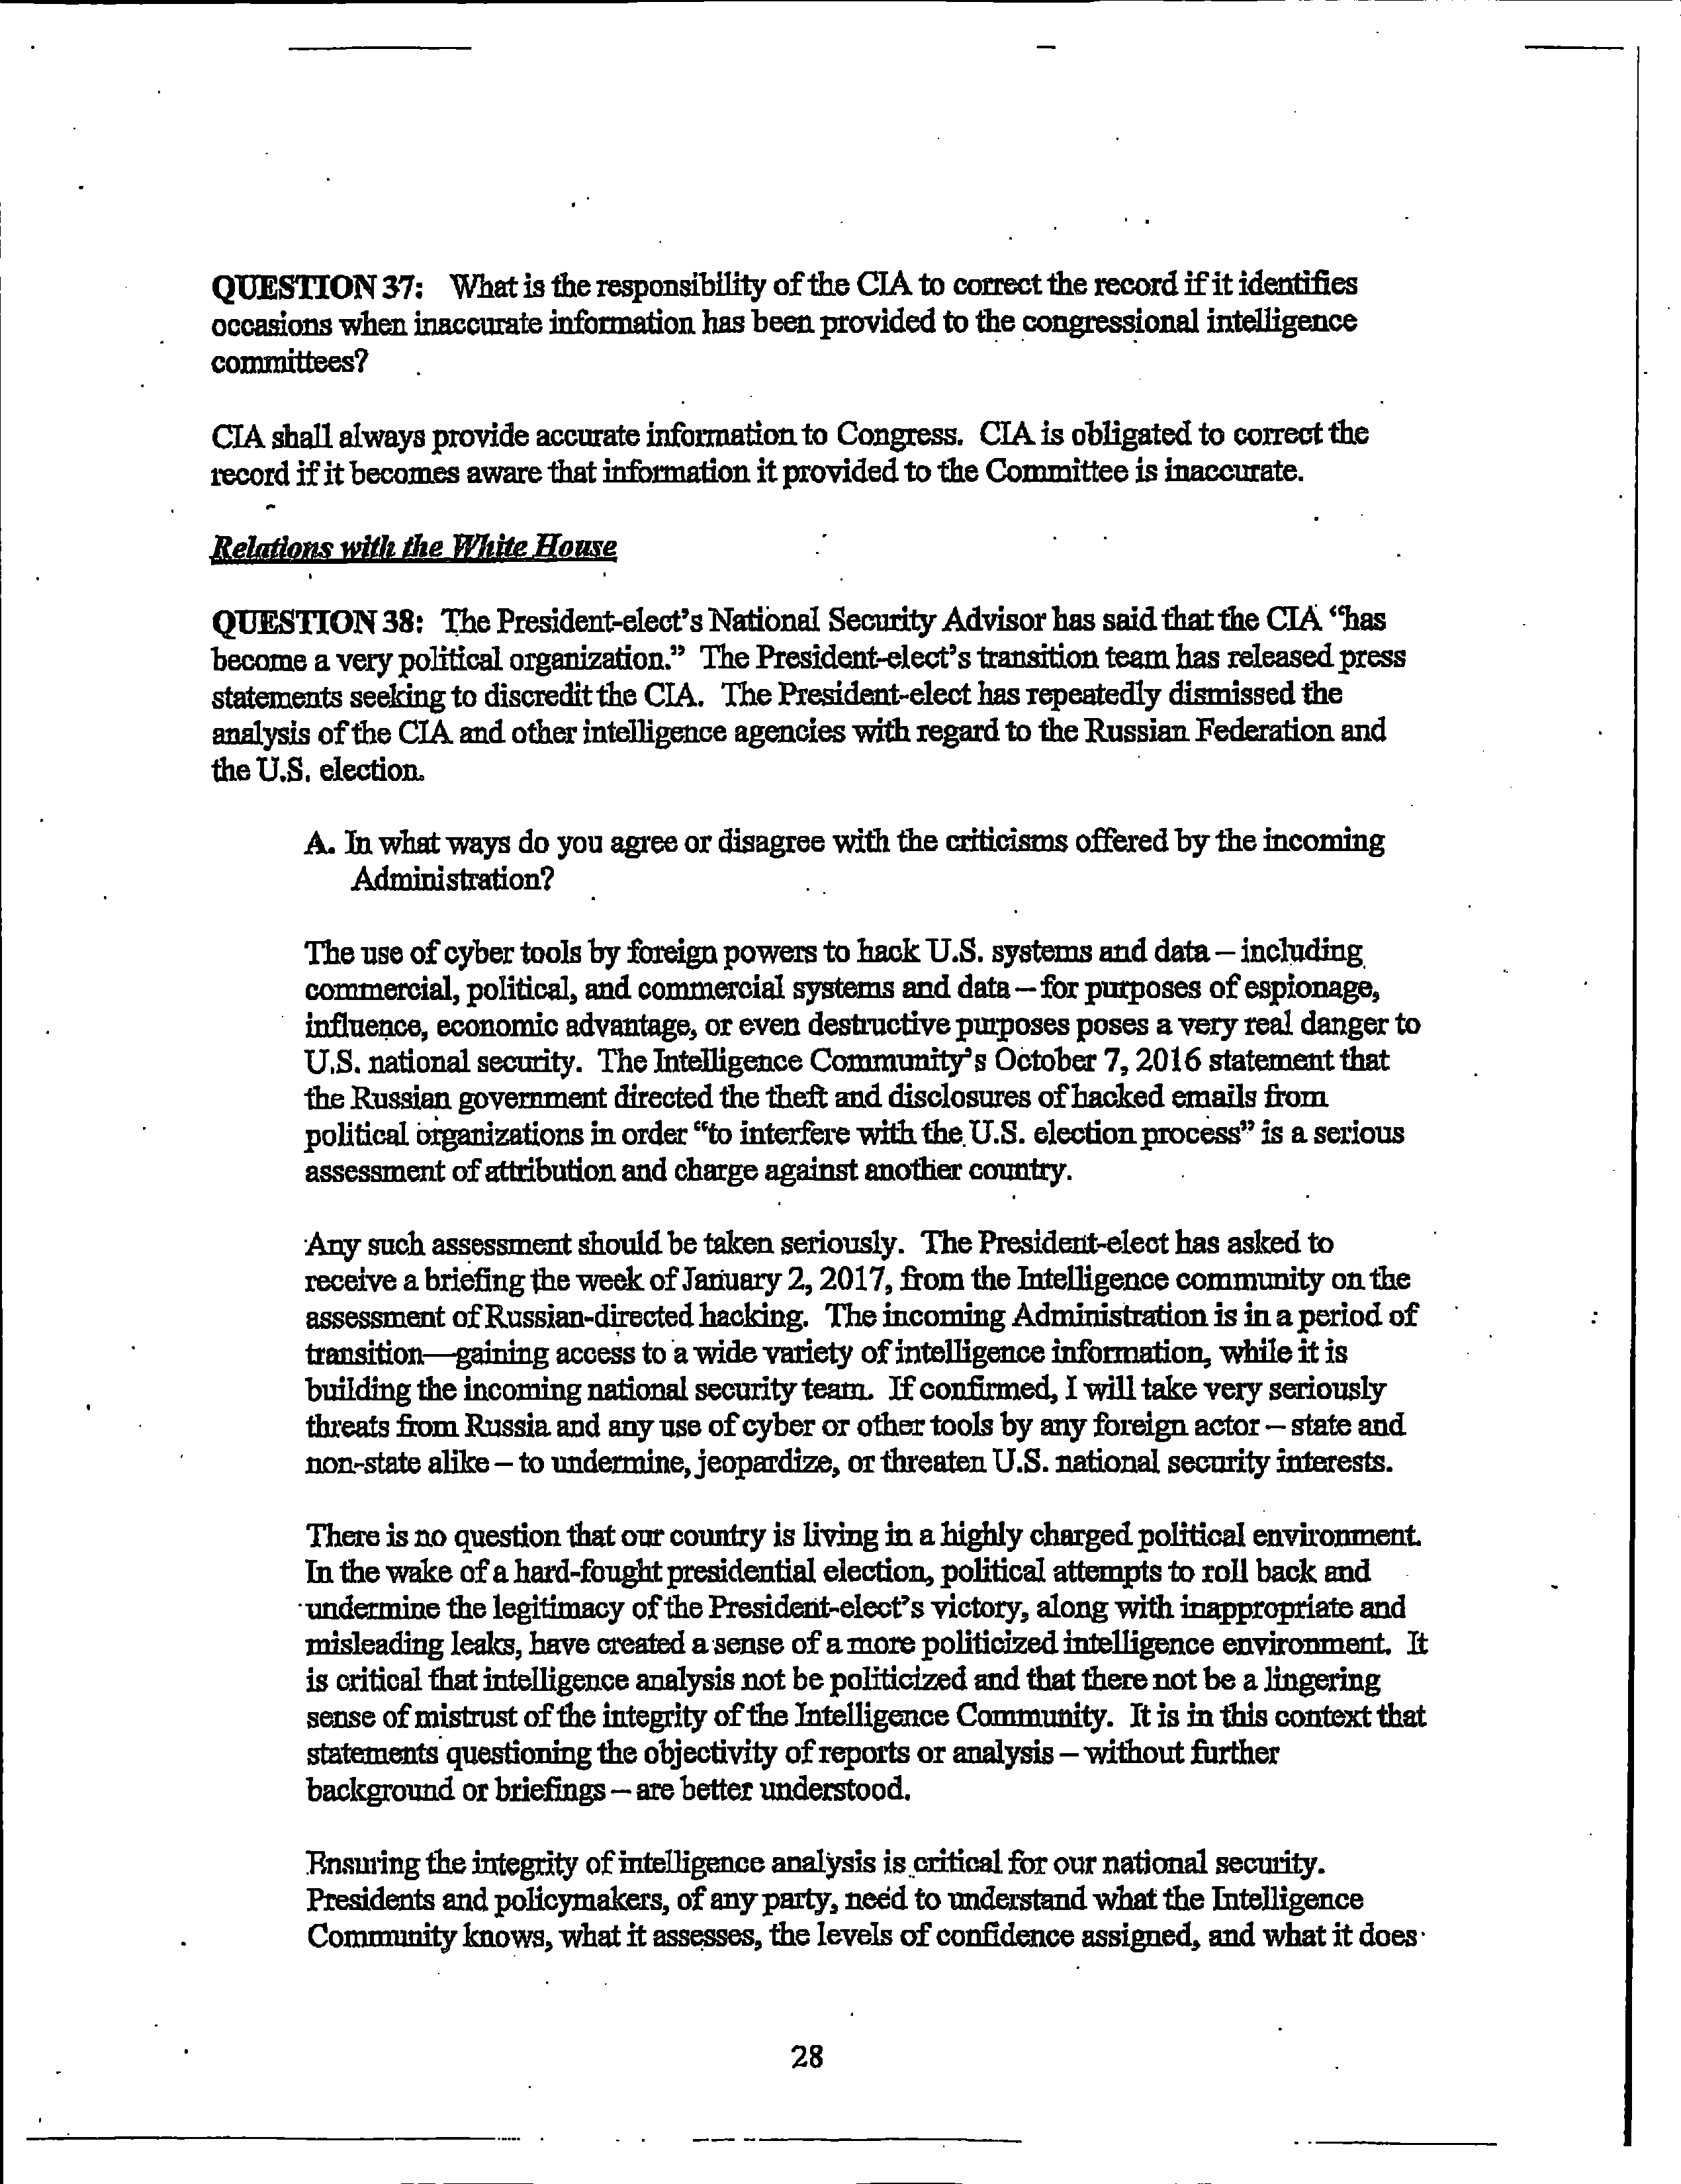 QUESTION 37: What is the responsibility of the CIA to correct the record if it identifies
occasions when inaccurate information has been provided to the congressional intelligence
committees?
CIA shall always provide accurate information to Congress. CIA is obligated to correct the
record if it becomes aware that information it provided to the Committee is inaccurate.
Relations with the White House
QUESTION 38: The President-elect's National Security Advisor has said that the CIA “has
become a very political organization.” The President-elect's transition team has released press
statements seeking to discredit the CIA. The President-elect has repeatedly dismissed the
analysis of the CIA and other intelligence agencies with regard to the Russian Federation and
the U.S. election.
A. In what ways do you agree or disagree with the criticisms offered by the incoming
Administration?
The use of cyber tools by foreign powers to hack U.S. systems and data – including
commercial, political, and commercial systems and data – for purposes of espionage,
influence, economic advantage, or even destructive purposes poses a very real danger to
U.S. national security. The Intelligence Community's October 7, 2016 statement that
the Russian government directed the theft and disclosures of hacked emails from
political organizations in order “to interfere with the U.S. election process” is a serious
assessment of attribution and charge against another country.
Any such assessment should be taken seriously. The President-elect has asked to
receive a briefing the week of January 2, 2017, from the Intelligence community on the
assessment of Russian-directed hacking. The incoming Administration is in a period of
transition—gaining access to a wide variety of intelligence information, while it is
building the incoming national security team. If confirmed, I will take very seriously
threats from Russia and any use of cyber or other tools by any foreign actor – state and
non-state alike – to undermine, jeopardize, or threaten U.S. national security interests.
There is no question that our country is living in a highly charged political environment.
In the wake of a hard-fought presidential election, political attempts to roll back and
undermine the legitimacy of the President-elect's victory, along with inappropriate and
misleading leaks, have created a sense of a more politicized intelligence environment. It
is critical that intelligence analysis not be politicized and that there not be a lingering
sense of mistrust of the integrity of the Intelligence Community. It is in this context that
statements questioning the objectivity of reports or analysis – without further
background or briefings – are better understood.
Ensuring the integrity of intelligence analysis is critical for our national security.
Presidents and policymakers, of any party, need to understand what the Intelligence
Community knows, what it assesses, the levels of confidence assigned, and what it does
28